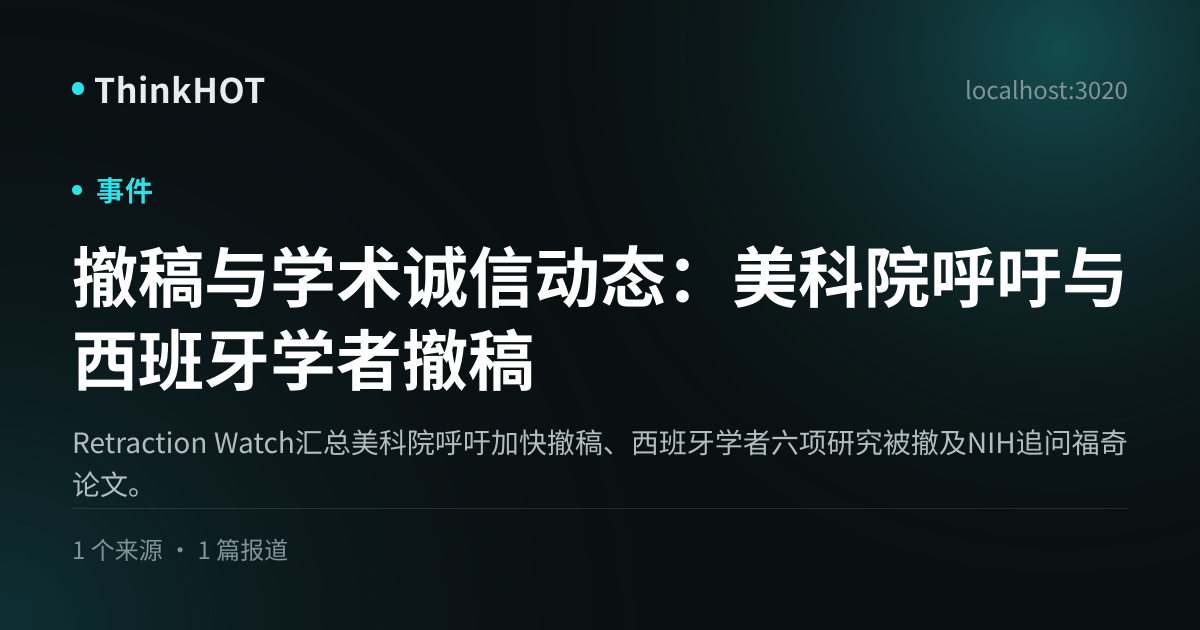 ThinkHOT
localhost:3020
事件
撤稿与学术诚信动态：美科院呼吁与
西班牙学者撤稿
Retraction Watch汇总美科院呼吁加快撤稿、西班牙学者六项研究被撤及NIH追问福奇
论文。
1 个来源 · 1 篇报道